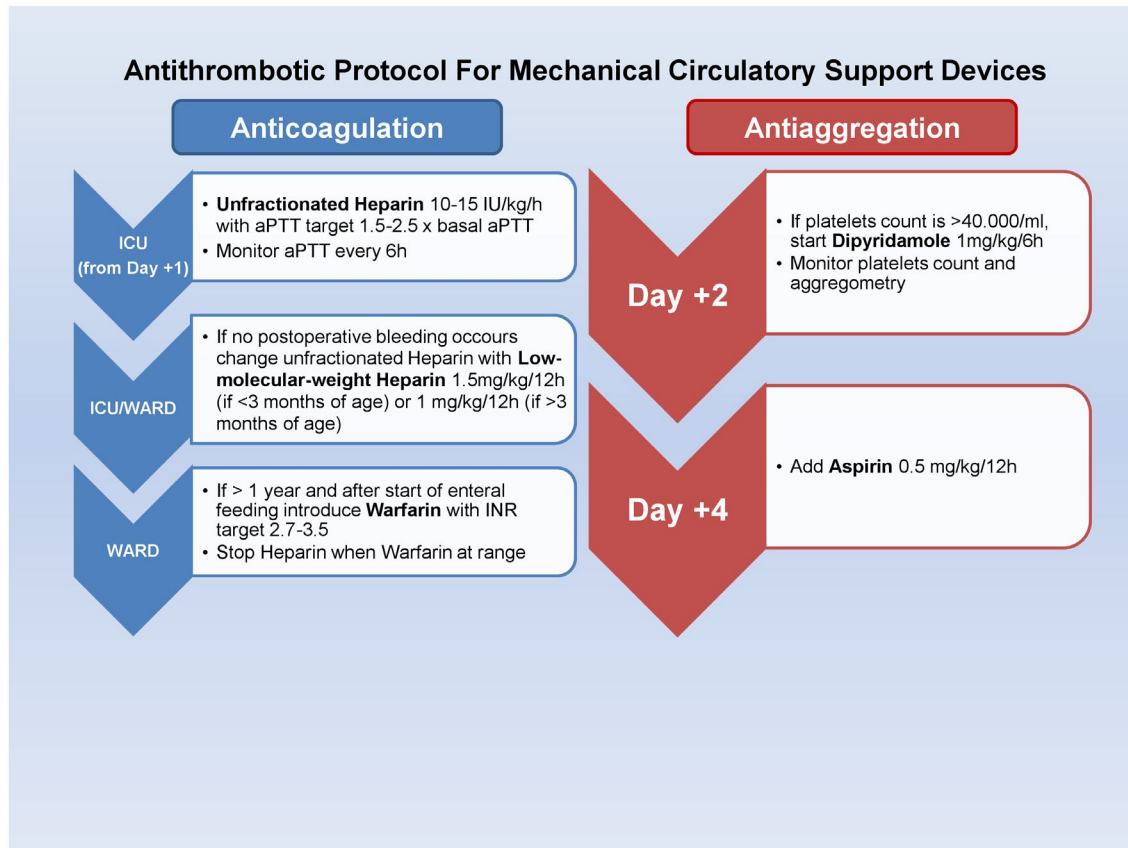 Antithrombotic Protocol For Mechanical Circulatory Support Devices
Anticoagulation
ICU
(from Day +1)
• Unfractionated Heparin 10-15 IU/kg/h
with aPTT target 1.5-2.5 x basal aPTT
• Monitor aPTT every 6h
ICU/WARD
• If no postoperative bleeding occours
change unfractionated Heparin with Low-
molecular-weight Heparin 1.5mg/kg/12h
(if <3 months of age) or 1 mg/kg/12h (if >3
months of age)
WARD
• If > 1 year and after start of enteral
feeding introduce Warfarin with INR
target 2.7-3.5
• Stop Heparin when Warfarin at range
Antiaggregation
Day +2
• If platelets count is >40.000/ml,
start Dipyridamole 1mg/kg/6h
• Monitor platelets count and
aggregometry
Day +4
• Add Aspirin 0.5 mg/kg/12h